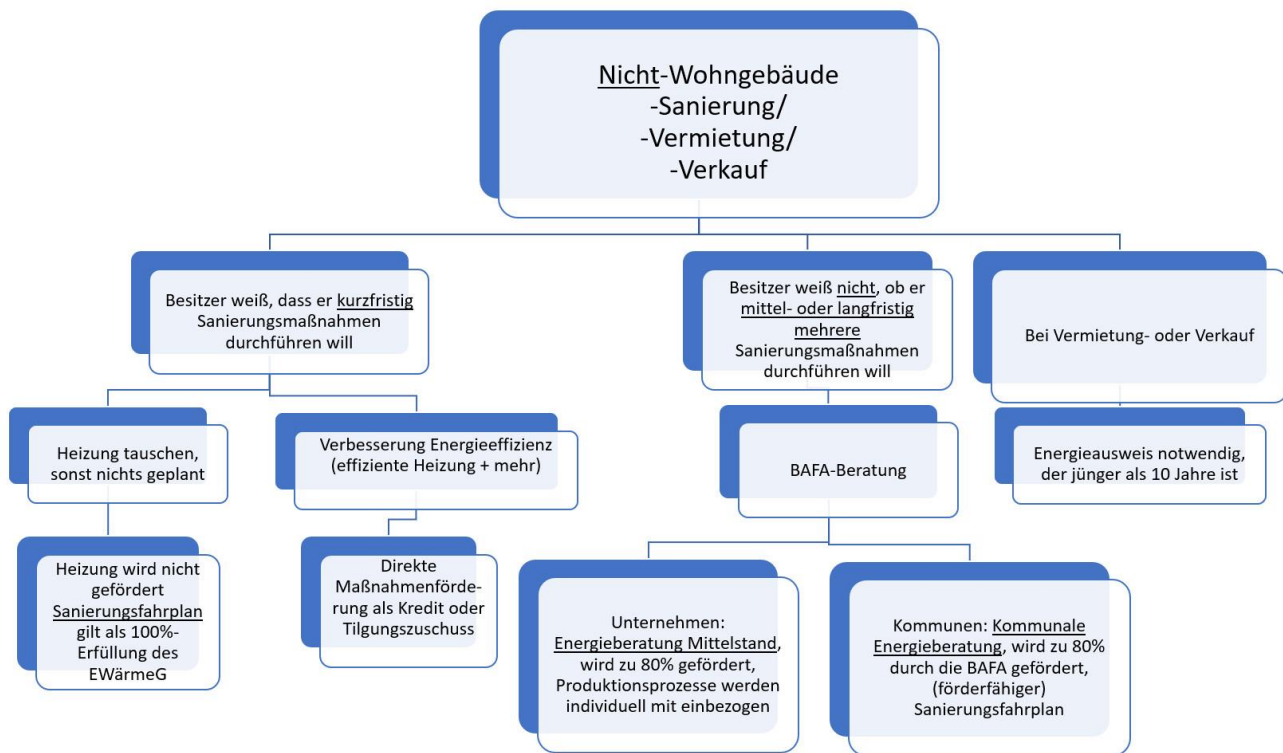 Nicht-Wohngebäude
-Sanierung/
-Vermietung/
-Verkauf
Besitzer weiß, dass er kurzfristig
Sanierungsmaßnahmen
durchführen will
Besitzer weiß nicht, ob er
mittel- oder langfristig
mehrere
Sanierungsmaßnahmen
durchführen will
Bei Vermietung- oder Verkauf
Heizung tauschen,
sonst nichts geplant
Verbesserung Energieeffizienz
(effiziente Heizung + mehr)
BAFA-Beratung
Energieausweis notwendig,
der jünger als 10 Jahre ist
Heizung wird nicht
gefördert
Sanierungsfahrplan
gilt als 100%-
Erfüllung des
EWärmeG
Direkte
Maßnahmenförde-
rung als Kredit oder
Tilgungszuschuss
Unternehmen:
Energieberatung Mittelstand,
wird zu 80% gefördert,
Produktionsprozesse werden
individuell mit einbezogen
Kommunen: Kommunale
Energieberatung, wird zu 80%
durch die BAFA gefördert,
(förderfähiger)
Sanierungsfahrplan